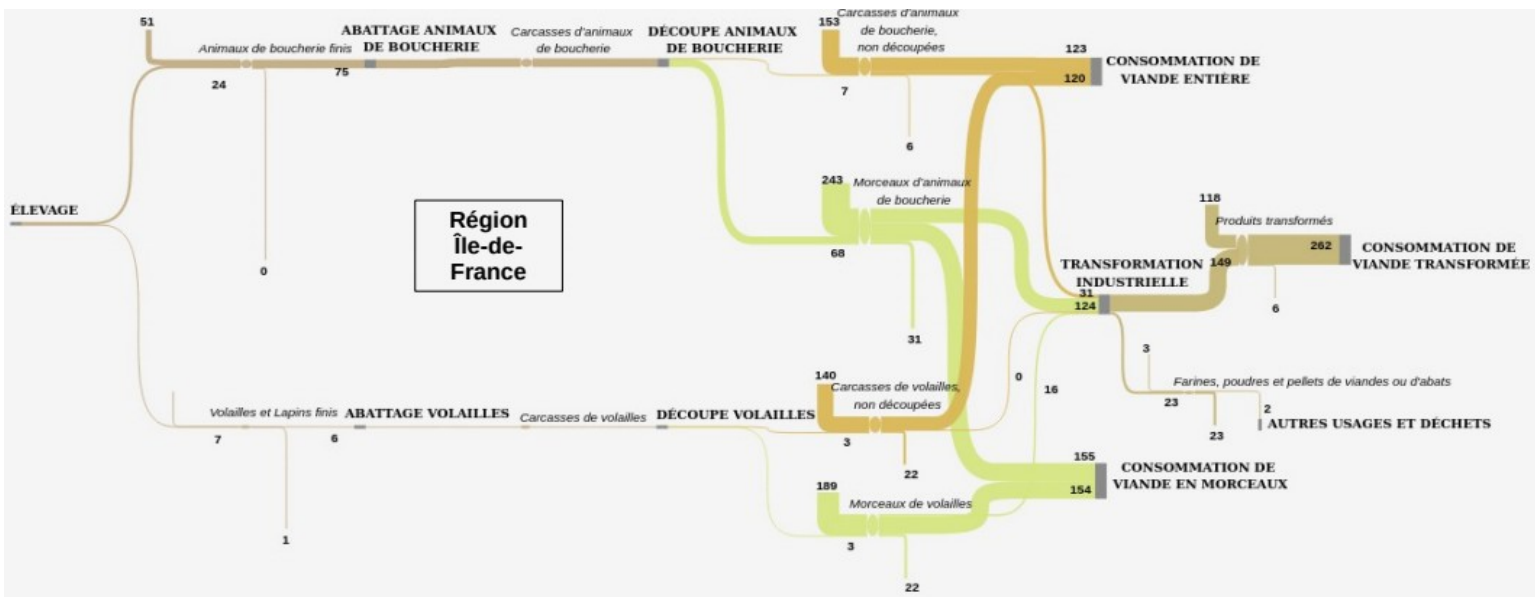 51
ABATTAGE ANIMAUX
DE BOUCHERIE
Animaux de boucherie finis
24
75
0
Carcasses d'animaux
de boucherie
DÉCOUPE ANIMAUX
DE BOUCHERIE
153
Carcasses d'animaux
de boucherie,
non découpées
7
6
123
120
CONSOMMATION DE
VIANDE ENTIÈRE
ÉLEVAGE
Région
Île-de-
France
243
Morceaux d'animaux
de boucherie
68
31
118
Produits transformés
262
149
6
CONSOMMATION DE
VIANDE TRANSFORMÉE
TRANSFORMATION
INDUSTRIELLE
31
124
3
Farines, poudres et pellets de viandes ou d'abats
23
23
2
AUTRES USAGES ET DÉCHETS
0
16
Volailles et Lapins finis
7
6
1
ABATTAGE VOLAILLES
Carcasses de volailles
DÉCOUPE VOLAILLES
140
Carcasses de volailles,
non découpées
3
22
155
154
CONSOMMATION DE
VIANDE EN MORCEAUX
189
Morceaux de volailles
3
22